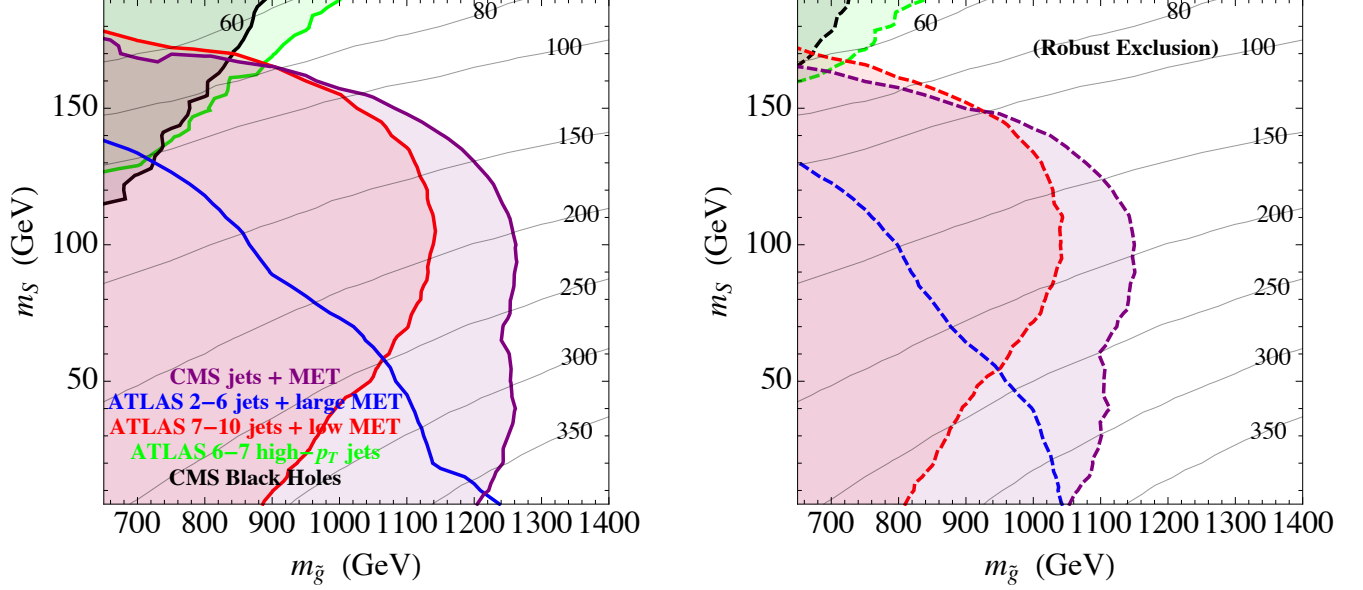 60
80
100
150
200
250
300
350
150
100
50
m_S (GeV)
CMS jets + MET
ATLAS 2−6 jets + large MET
ATLAS 7−10 jets + low MET
ATLAS 6−7 high−p_T jets
CMS Black Holes
700 800 900 1000 1100 1200 1300 1400
m_g̃ (GeV)
60
80
(Robust Exclusion)
100
150
200
250
300
350
150
100
50
m_S (GeV)
700 800 900 1000 1100 1200 1300 1400
m_g̃ (GeV)